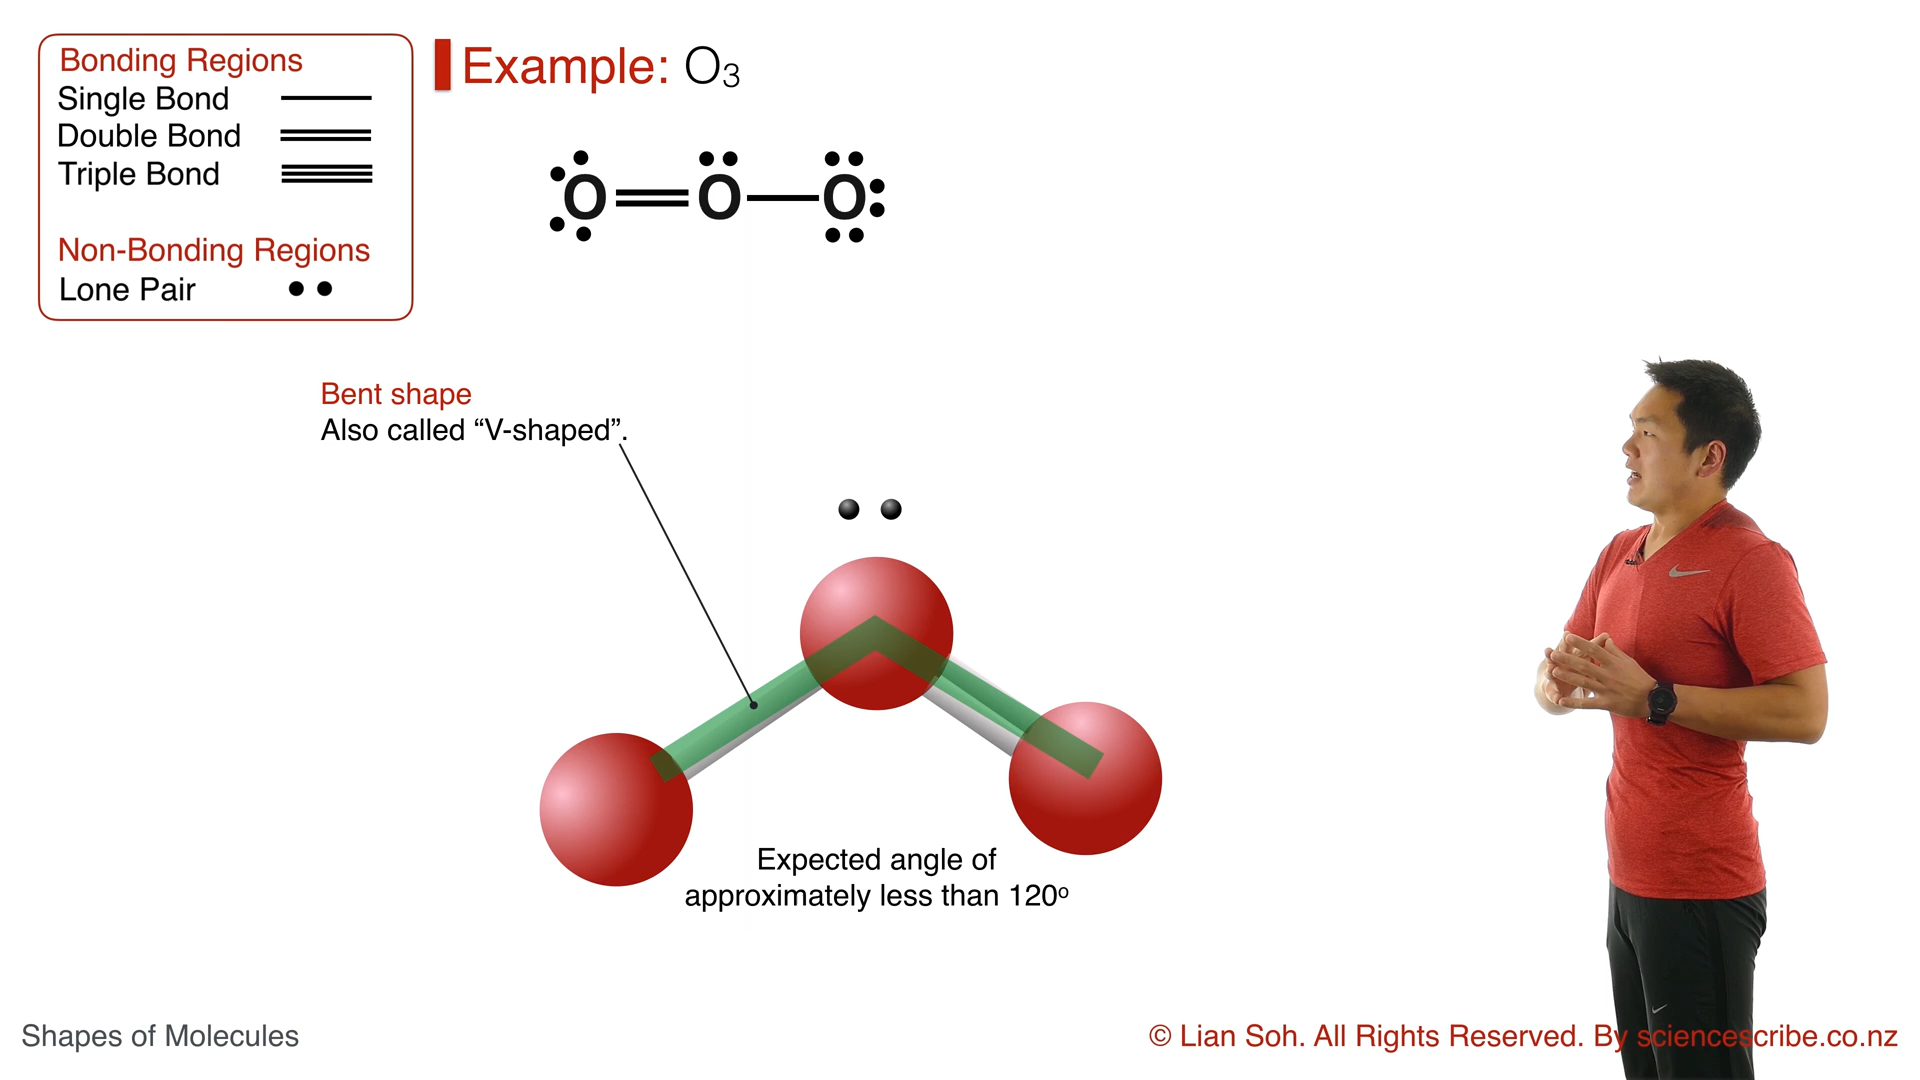 Bonding Regions
Single Bond
Double Bond
Triple Bond
Non-Bonding Regions
Lone Pair
Example: O₃
O O O
Bent shape
Also called “V-shaped”.
Expected angle of
approximately less than 120º
Shapes of Molecules
© Lian Soh. All Rights Reserved. By sciencescribe.co.nz